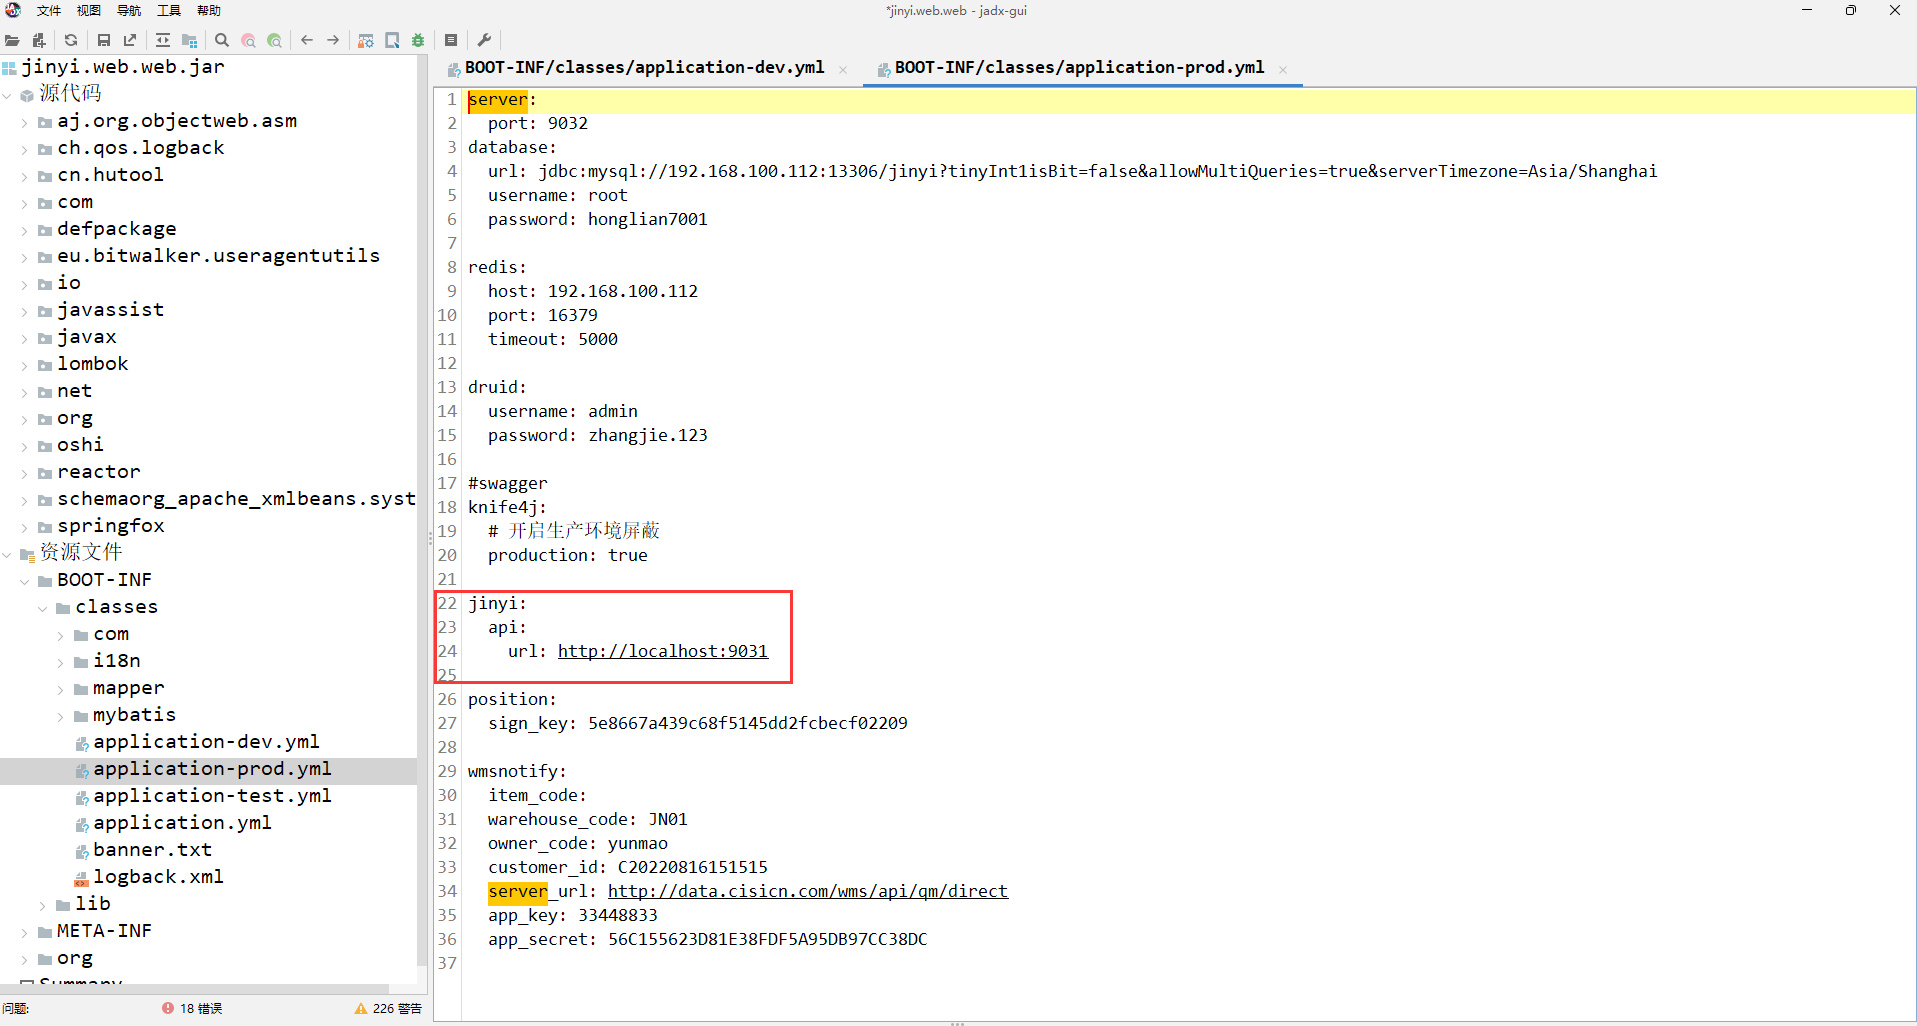 *jinyi.web.web - jadx-gui
文件 视图 导航 工具 帮助
jinyi.web.web.jar
源代码
aj.org.objectweb.asm
ch.qos.logback
cn.hutool
com
defpackage
eu.bitwalker.useragentutils
io
javassist
javax
lombok
net
org
oshi
reactor
schemaorg_apache_xmlbeans.syst
springfox
资源文件
BOOT-INF
classes
com
i18n
mapper
mybatis
application-dev.yml
application-prod.yml
application-test.yml
application.yml
banner.txt
logback.xml
lib
META-INF
org
Summary
问题: 18 错误 226 警告
BOOT-INF/classes/application-dev.yml BOOT-INF/classes/application-prod.yml
1 server:
2 port: 9032
3 database:
4 url: jdbc:mysql://192.168.100.112:13306/jinyi?tinyInt1isBit=false&allowMultiQueries=true&serverTimezone=Asia/Shanghai
5 username: root
6 password: honglian7001
7
8 redis:
9 host: 192.168.100.112
10 port: 16379
11 timeout: 5000
12
13 druid:
14 username: admin
15 password: zhangjie.123
16
17 #swagger
18 knife4j:
19 # 开启生产环境屏蔽
20 production: true
21
22 jinyi:
23 api:
24 url: http://localhost:9031
25
26 position:
27 sign_key: 5e8667a439c68f5145dd2fcbecf02209
28
29 wmsnotify:
30 item_code:
31 warehouse_code: JN01
32 owner_code: yunmao
33 customer_id: C20220816151515
34 server_url: http://data.cisicn.com/wms/api/qm/direct
35 app_key: 33448833
36 app_secret: 56C155623D81E38FDF5A95DB97CC38DC
37